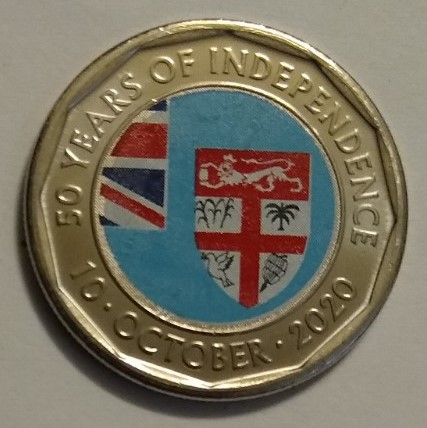 50 YEARS OF INDEPENDENCE
10 · OCTOBER · 2020